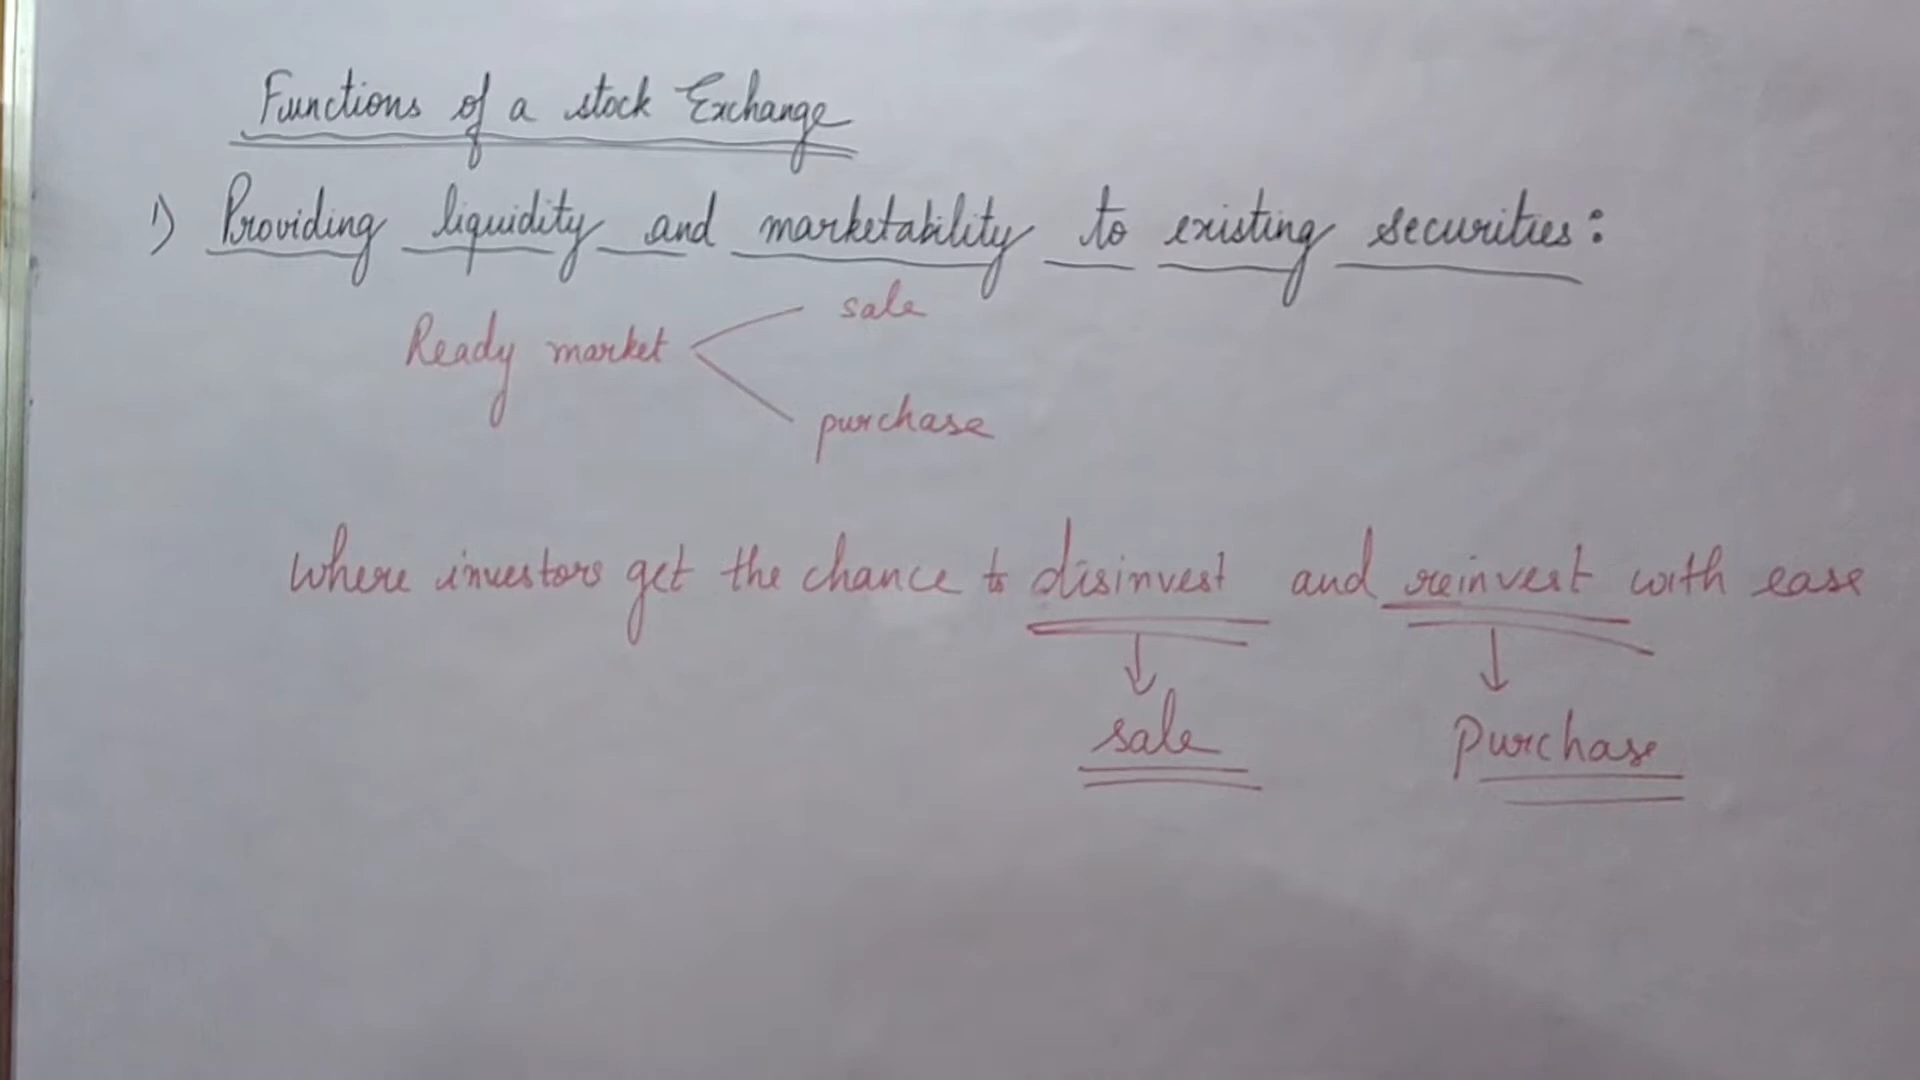 Functions of a stock Exchange
1) Providing liquidity and marketability to existing securities:
sale
Ready market
purchase
where investors get the chance to disinvest and reinvest with ease
sale purchase